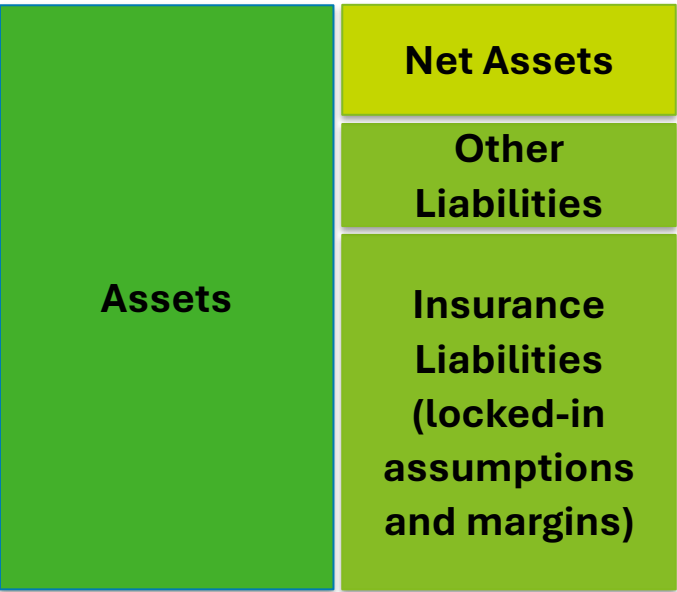 Assets
Net Assets
Other
Liabilities
Insurance
Liabilities
(locked-in
assumptions
and margins)